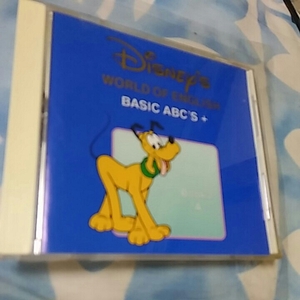 Disney's
WORLD OF ENGLISH
BASIC ABC'S +